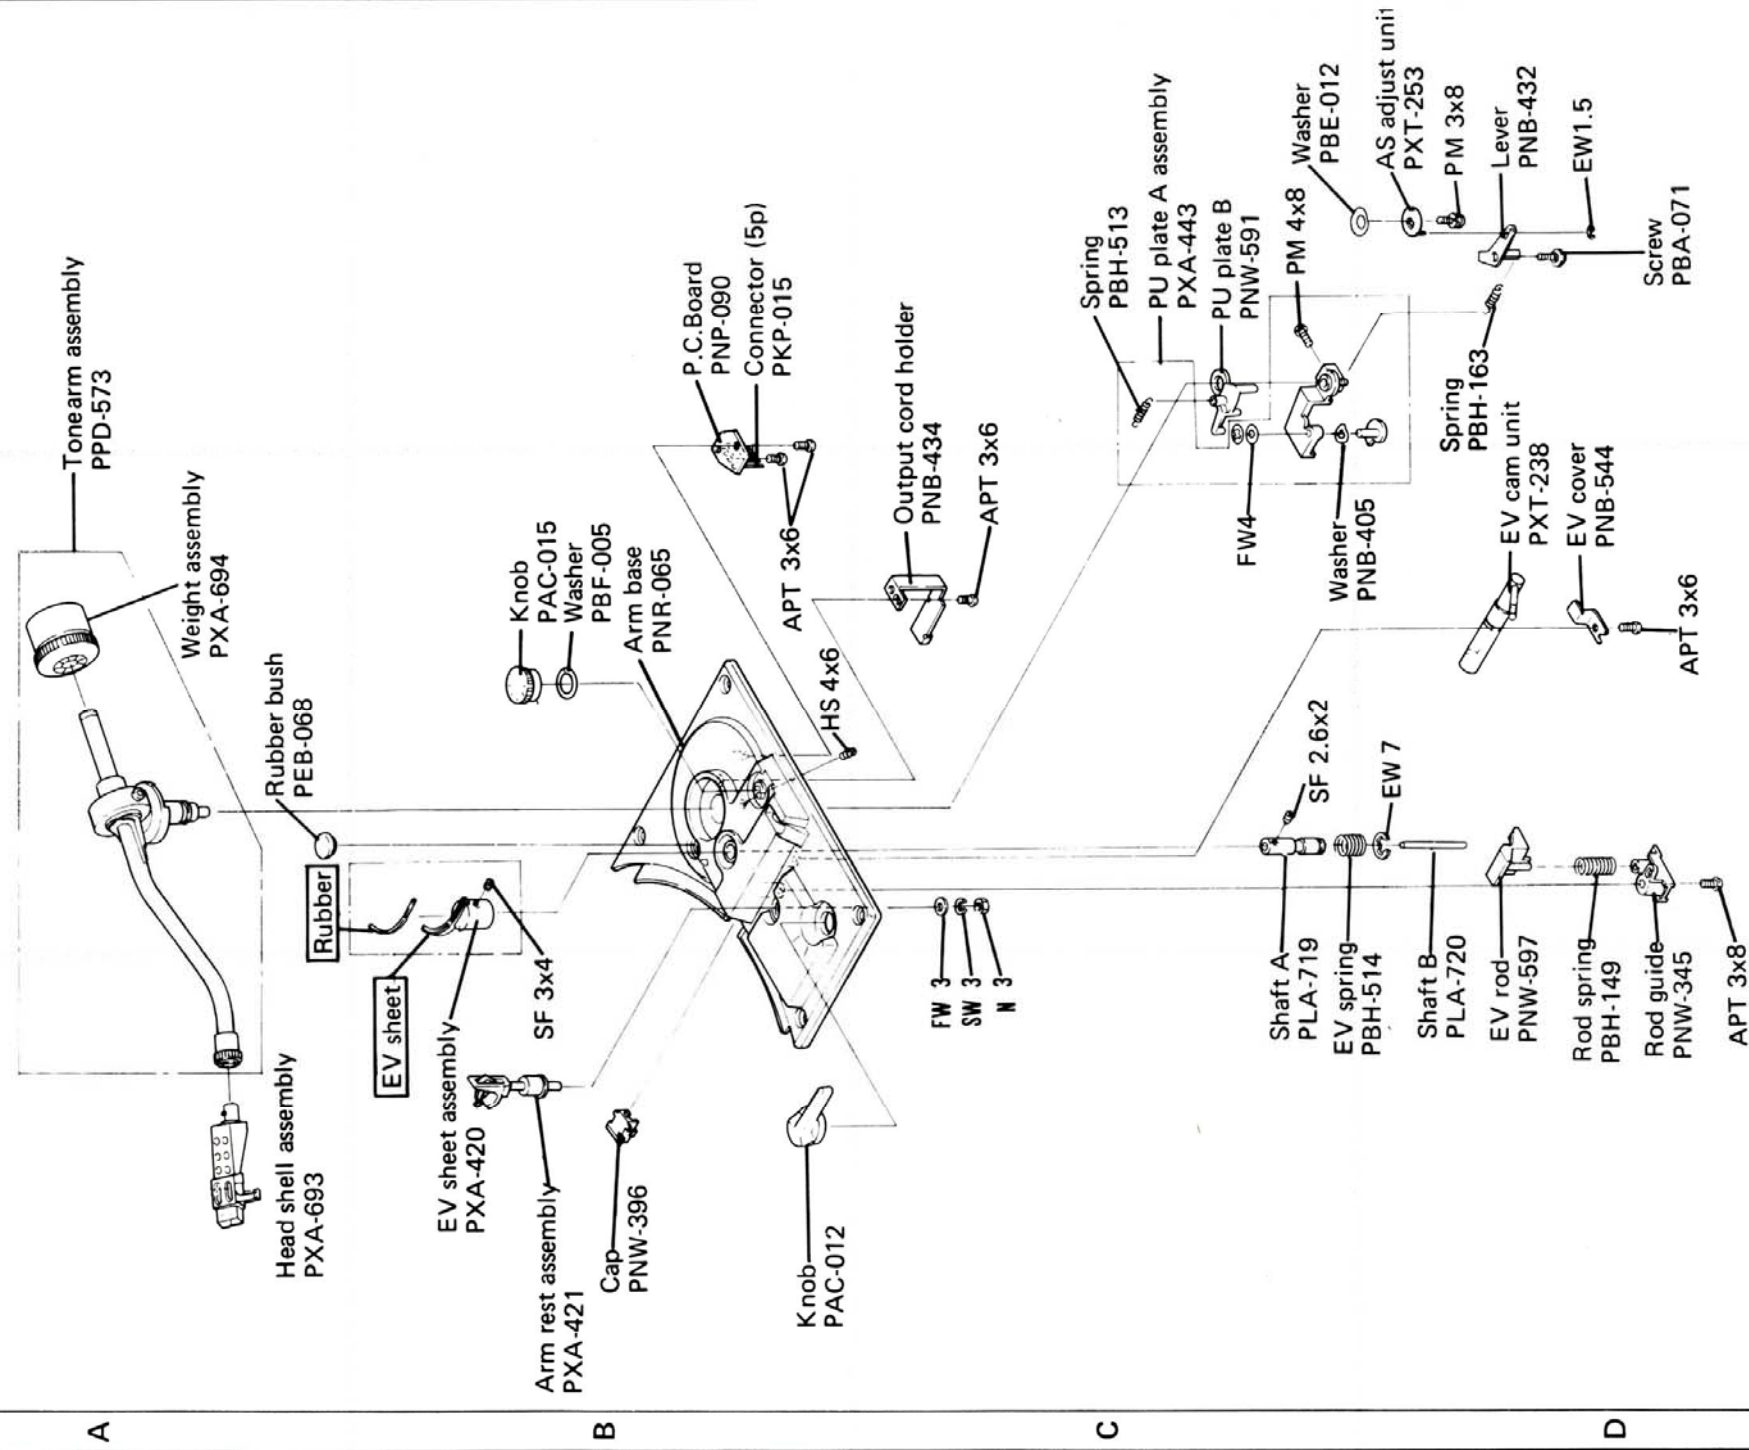 A
Tonearm assembly
PPD-573
Weight assembly
PXA-694
Rubber bush
PEB-068
Head shell assembly
PXA-693
B
Rubber
EV sheet
SF 3x4
EV sheet assembly
PXA-420
Arm rest assembly
PXA-421
Cap
PNW-396
Knob
PAC-015
Washer
PBF-005
Arm base
PNR-065
HS 4x6
P.C.Board
PNP-090
Connector (5p)
PKP-015
APT 3x6
Output cord holder
PNB-434
APT 3x6
Knob
PAC-012
FW 3
SW 3
N 3
C
Spring
PBH-513
PU plate A assembly
PXA-443
PU plate B
PNW-591
PM 4x8
Washer
PBE-012
AS adjust unit
PXT-253
PM 3x8
Lever
PNB-432
EW1.5
Screw
PBA-071
FW4
Washer
PNB-405
Spring
PBH-163
EV cam unit
PXT-238
EV cover
PNB-544
APT 3x6
SF 2.6x2
EW 7
Shaft A
PLA-719
EV spring
PBH-514
Shaft B
PLA-720
EV rod
PNW-597
Rod spring
PBH-149
Rod guide
PNW-345
APT 3x8
D